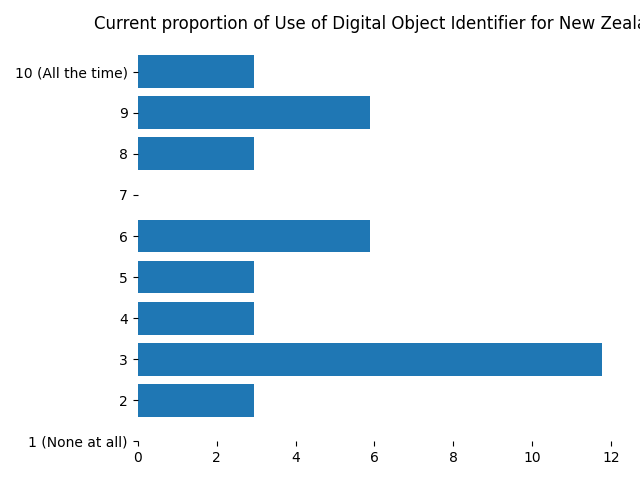 Current proportion of Use of Digital Object Identifier for New Zeala
10 (All the time)
9
8
7
6
5
4
3
2
1 (None at all)
0 2 4 6 8 10 12